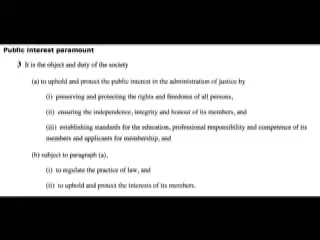 Public interest paramount
3 It is the object and duty of the society
(a) to uphold and protect the public interest in the administration of justice by
(i) preserving and protecting the rights and freedoms of all persons,
(ii) ensuring the independence, integrity and honour of its members, and
(iii) establishing standards for the education, professional responsibility and competence of its
members and applicants for membership, and
(b) subject to paragraph (a),
(i) to regulate the practice of law, and
(ii) to uphold and protect the interests of its members.